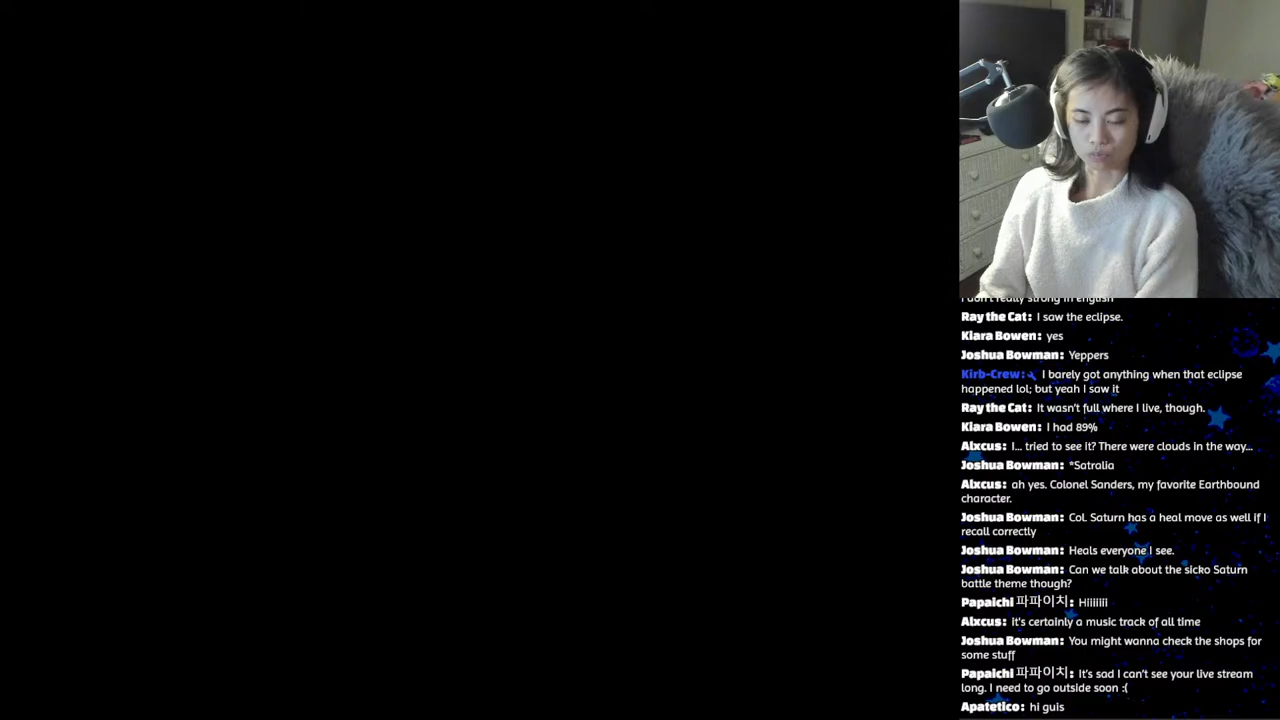 I don't really strong in english
Ray the Cat: I saw the eclipse.
Kiara Bowen: yes
Joshua Bowman: Yeppers
Kirb-Crew: I barely got anything when that eclipse
happened lol; but yeah I saw it
Ray the Cat: It wasn't full where I live, though.
Kiara Bowen: I had 89%
Alxcus: I... tried to see it? There were clouds in the way...
Joshua Bowman: *Satralia
Alxcus: ah yes. Colonel Sanders, my favorite Earthbound
character.
Joshua Bowman: Col. Saturn has a heal move as well if I
recall correctly
Joshua Bowman: Heals everyone I see.
Joshua Bowman: Can we talk about the sicko Saturn
battle theme though?
Papaichi 파파이치: Hiiiiiii
Alxcus: it's certainly a music track of all time
Joshua Bowman: You might wanna check the shops for
some stuff
Papaichi 파파이치: It's sad I can't see your live stream
long. I need to go outside soon :(
Apatetico: hi guis